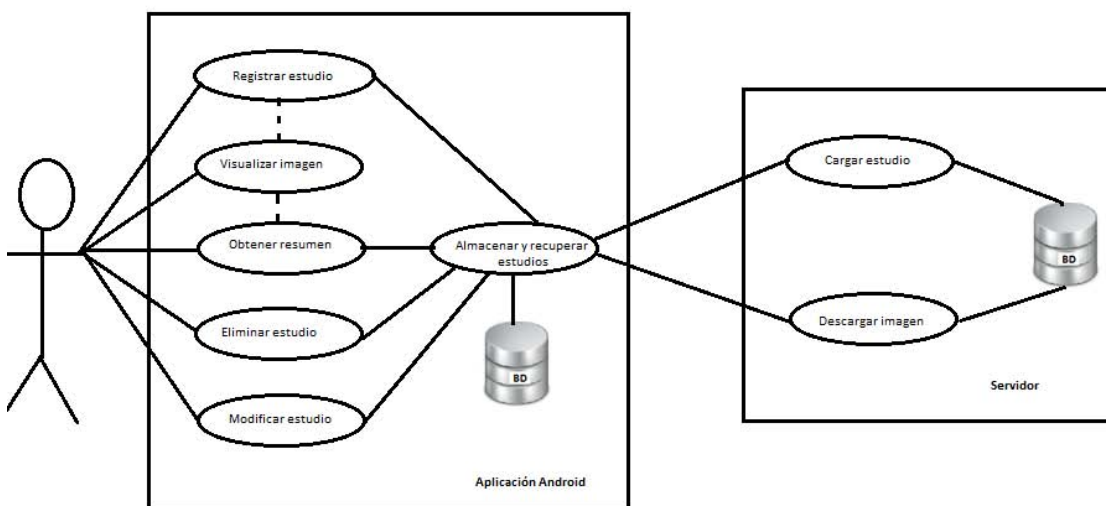 Registrar estudio
Visualizar imagen
Obtener resumen
Eliminar estudio
Modificar estudio
Almacenar y recuperar
estudios
BD
Aplicación Android
Cargar estudio
BD
Descargar imagen
Servidor